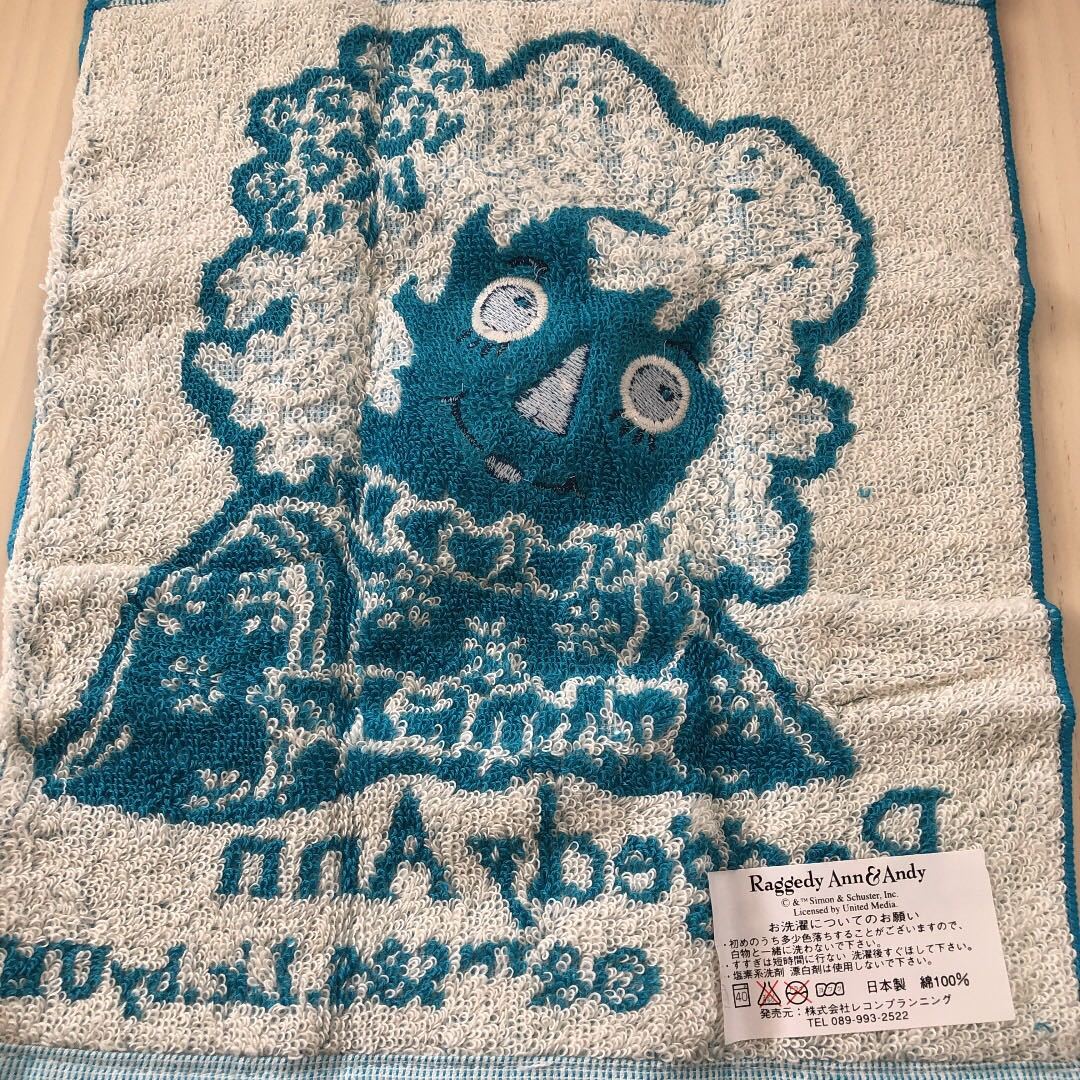 Raggedy Ann
Raggedy Ann & Andy
© &™ Simon & Schuster, Inc.
Licensed by United Media.
お洗濯についてのお願い
・初めのうち多少色落ちすることがございますので、
白物と一緒に洗わないで下さい。
・すすぎは短時間に行ない 洗濯後すぐほして下さい。
・塩素系洗剤 漂白剤は使用しないで下さい。
40 日本製 綿100%
発売元:株式会社レコンプランニング
TEL 089-993-2522